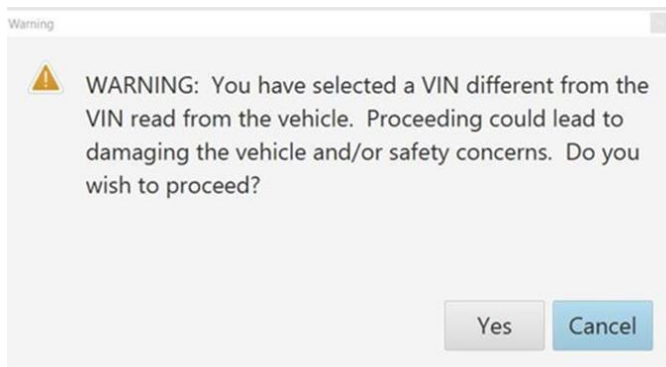 Warning
WARNING:  You have selected a VIN different from the
VIN read from the vehicle.  Proceeding could lead to
damaging the vehicle and/or safety concerns.  Do you
wish to proceed?
Yes
Cancel